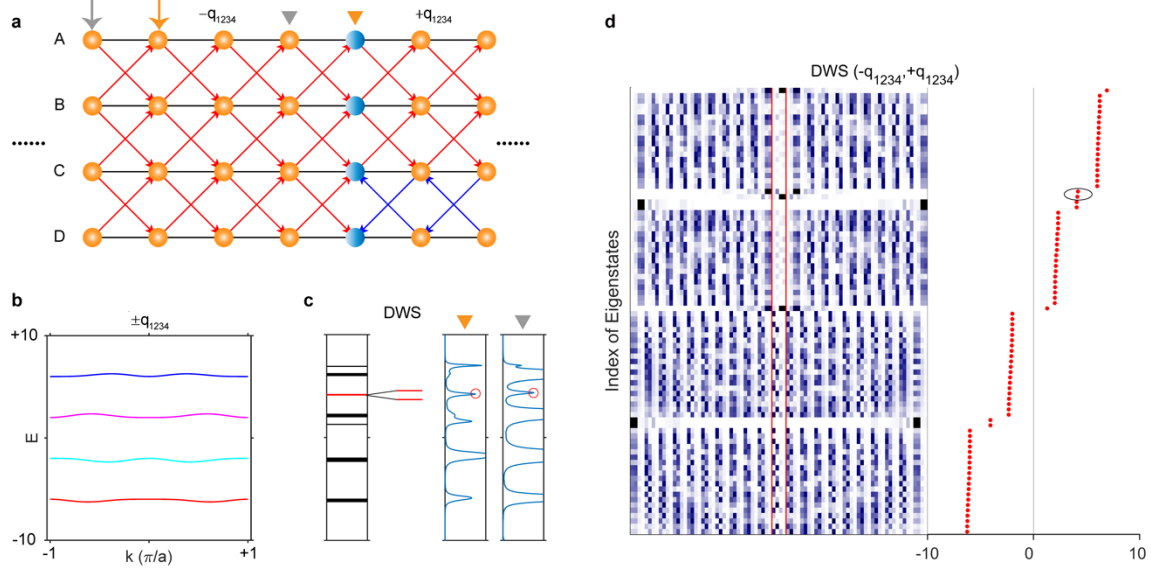 a
−q1234
+q1234
A
B
......
......
C
D
b
±q1234
+10
E
-10
-1
k (π/a)
+1
c
DWS
d
DWS (-q1234,+q1234)
Index of Eigenstates
-10
0
10